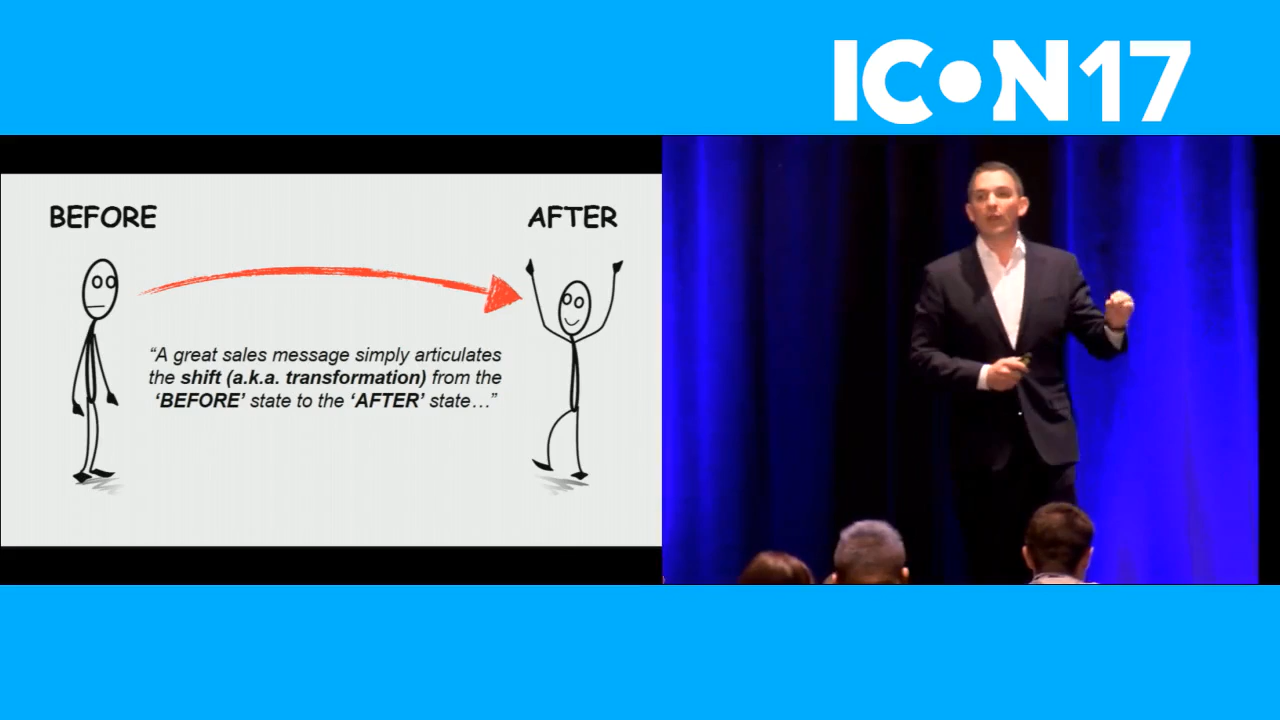 ICON17
BEFORE
AFTER
“A great sales message simply articulates
the shift (a.k.a. transformation) from the
‘BEFORE’ state to the ‘AFTER’ state…”